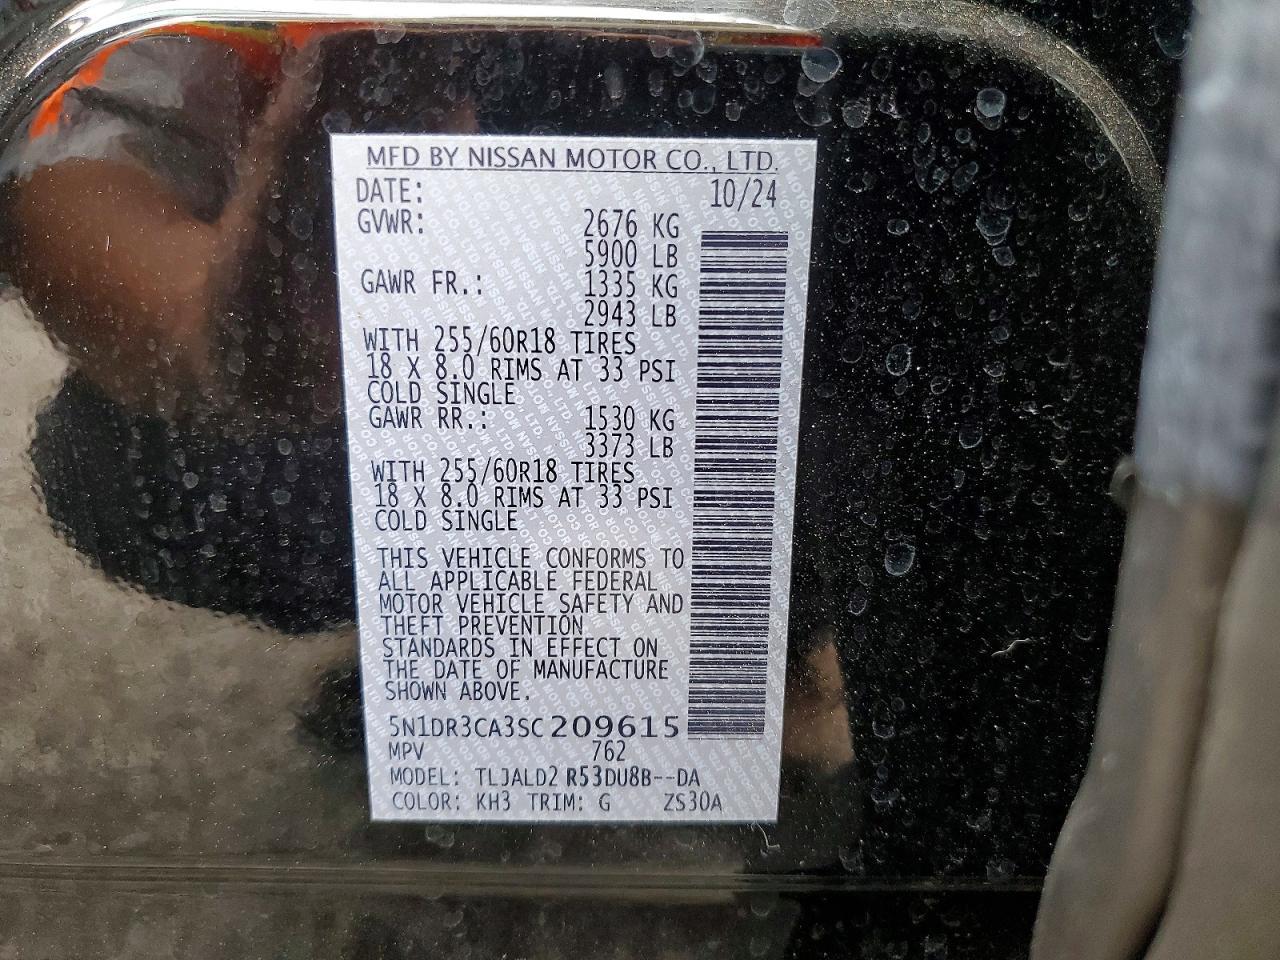 MFD BY NISSAN MOTOR CO., LTD.
DATE: 10/24
GVWR: 2676 KG
5900 LB
GAWR FR.: 1335 KG
2943 LB
WITH 255/60R18 TIRES
18 X 8.0 RIMS AT 33 PSI
COLD SINGLE
GAWR RR.: 1530 KG
3373 LB
WITH 255/60R18 TIRES
18 X 8.0 RIMS AT 33 PSI
COLD SINGLE
THIS VEHICLE CONFORMS TO
ALL APPLICABLE FEDERAL
MOTOR VEHICLE SAFETY AND
THEFT PREVENTION
STANDARDS IN EFFECT ON
THE DATE OF MANUFACTURE
SHOWN ABOVE.
5N1DR3CA3SC209615
MPV 762
MODEL: TLJALD2 R53DU8B--DA
COLOR: KH3 TRIM: G ZS30A